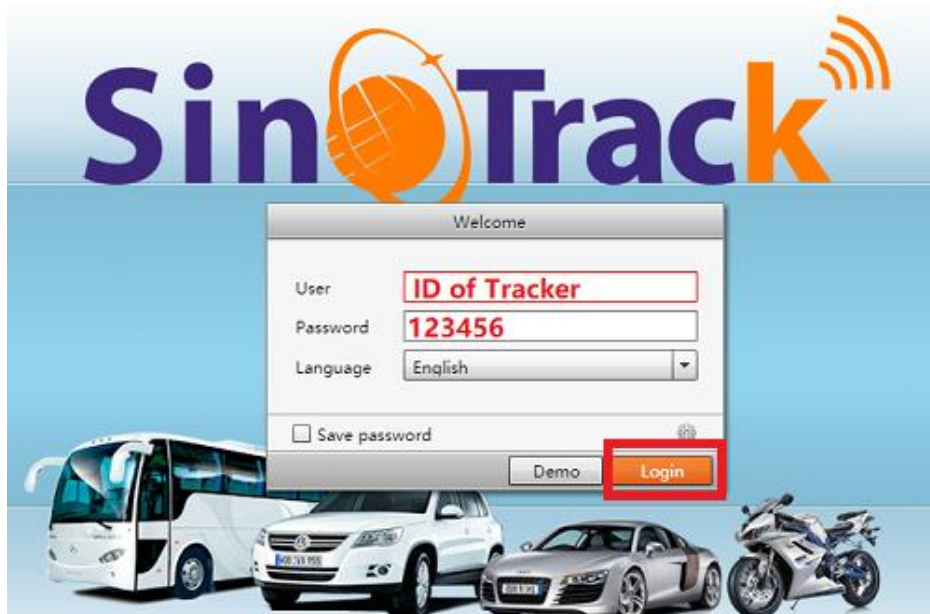 SinoTrack
Welcome
User ID of Tracker
Password 123456
Language English
Save password
Demo Login